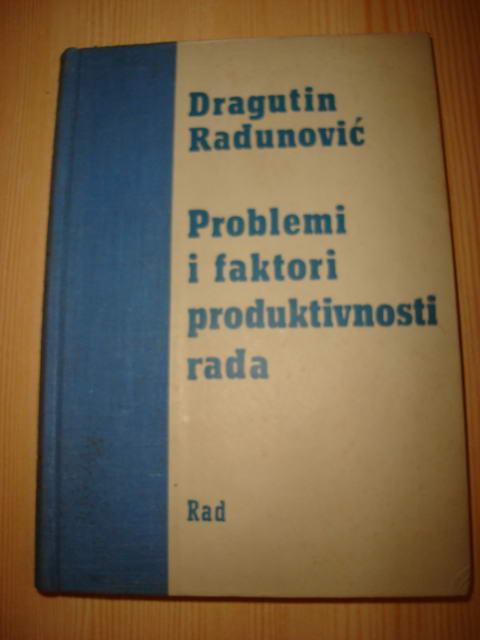 Dragutin
Radunović
Problemi
i faktori
produktivnosti
rada
Rad